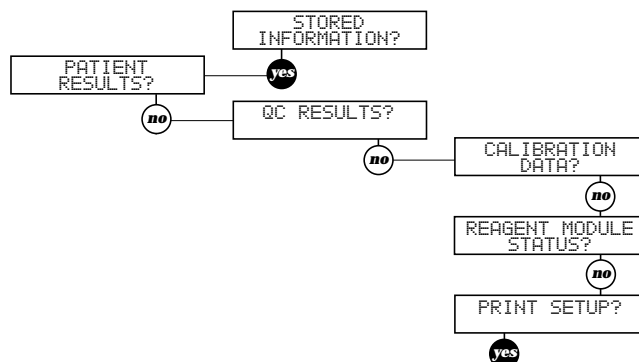 STORED
INFORMATION?
yes
PATIENT
RESULTS?
no
QC RESULTS?
no
CALIBRATION
DATA?
no
REAGENT MODULE
STATUS?
no
PRINT SETUP?
yes